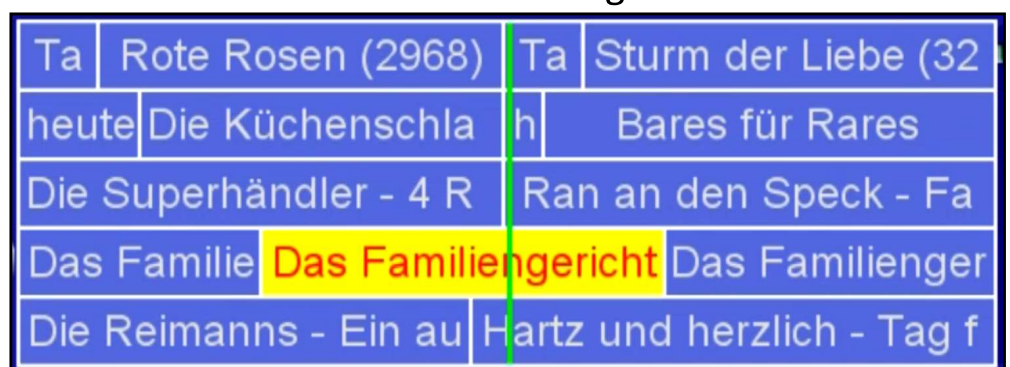 Ta Rote Rosen (2968) Ta Sturm der Liebe (32
heute Die Küchenschla h Bares für Rares
Die Superhändler - 4 R Ran an den Speck - Fa
Das Familie Das Familiengericht Das Familienger
Die Reimanns - Ein au Hartz und herzlich - Tag f